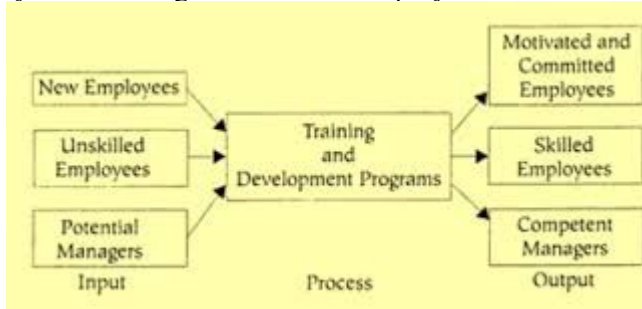 New Employees
Unskilled
Employees
Potential
Managers
Input
Training
and
Development Programs
Process
Motivated and
Committed
Employees
Skilled
Employees
Competent
Managers
Output